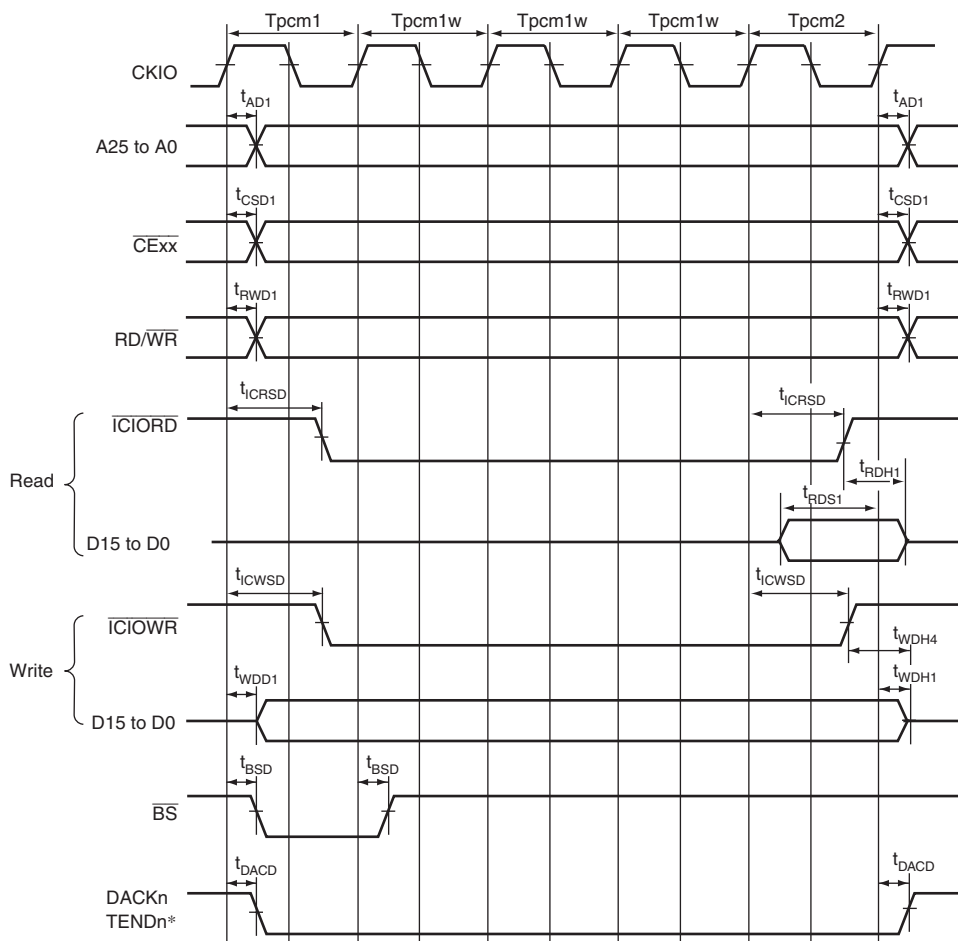 Tpcm1 Tpcm1w Tpcm1w Tpcm1w Tpcm2
CKIO
tAD1 tAD1
A25 to A0
tCSD1 tCSD1
CExx
tRWD1 tRWD1
RD/WR
tICRSD tICRSD
ICIORD
tRDH1
Read
tRDS1
D15 to D0
tICWSD tICWSD
ICIOWR
tWDH4
Write
tWDD1 tWDH1
D15 to D0
tBSD tBSD
BS
tDACD tDACD
DACKn
TENDn*